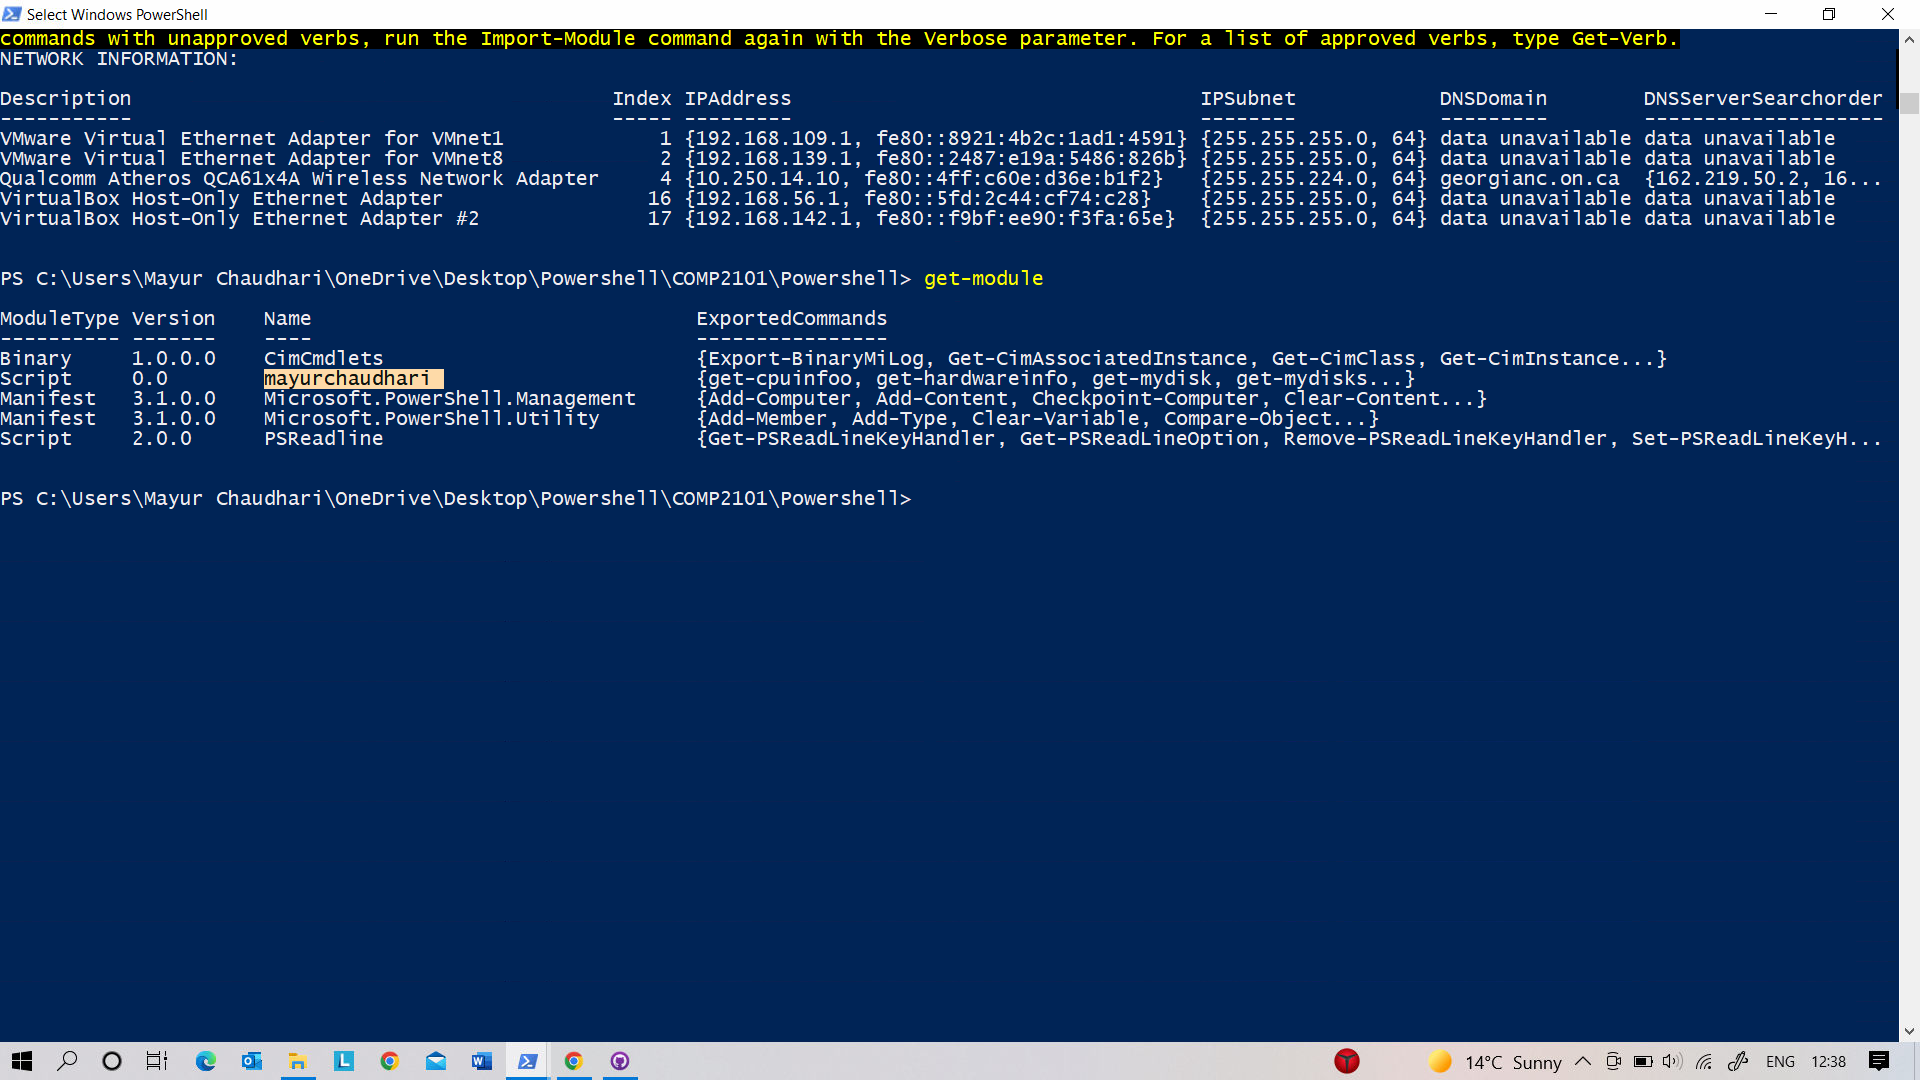 Select Windows PowerShell
commands with unapproved verbs, run the Import-Module command again with the Verbose parameter. For a list of approved verbs, type Get-Verb.
NETWORK INFORMATION:
Description Index IPAddress IPSubnet DNSDomain DNSServerSearchorder
----------- ----- --------- -------- --------- --------------------
VMware Virtual Ethernet Adapter for VMnet1 1 {192.168.109.1, fe80::8921:4b2c:1ad1:4591} {255.255.255.0, 64} data unavailable data unavailable
VMware Virtual Ethernet Adapter for VMnet8 2 {192.168.139.1, fe80::2487:e19a:5486:826b} {255.255.255.0, 64} data unavailable data unavailable
Qualcomm Atheros QCA61x4A Wireless Network Adapter 4 {10.250.14.10, fe80::4ff:c60e:d36e:b1f2} {255.255.224.0, 64} georgianc.on.ca {162.219.50.2, 16...
VirtualBox Host-Only Ethernet Adapter 16 {192.168.56.1, fe80::5fd:2c44:cf74:c28} {255.255.255.0, 64} data unavailable data unavailable
VirtualBox Host-Only Ethernet Adapter #2 17 {192.168.142.1, fe80::f9bf:ee90:f3fa:65e} {255.255.255.0, 64} data unavailable data unavailable
PS C:\Users\Mayur Chaudhari\OneDrive\Desktop\Powershell\COMP2101\Powershell> get-module
ModuleType Version Name ExportedCommands
---------- ------- ---- ----------------
Binary 1.0.0.0 CimCmdlets {Export-BinaryMiLog, Get-CimAssociatedInstance, Get-CimClass, Get-CimInstance...}
Script 0.0 mayurchaudhari {get-cpuinfoo, get-hardwareinfo, get-mydisk, get-mydisks...}
Manifest 3.1.0.0 Microsoft.PowerShell.Management {Add-Computer, Add-Content, Checkpoint-Computer, Clear-Content...}
Manifest 3.1.0.0 Microsoft.PowerShell.Utility {Add-Member, Add-Type, Clear-Variable, Compare-Object...}
Script 2.0.0 PSReadline {Get-PSReadLineKeyHandler, Get-PSReadLineOption, Remove-PSReadLineKeyHandler, Set-PSReadLineKeyH...
PS C:\Users\Mayur Chaudhari\OneDrive\Desktop\Powershell\COMP2101\Powershell>
14°C Sunny ENG 12:38